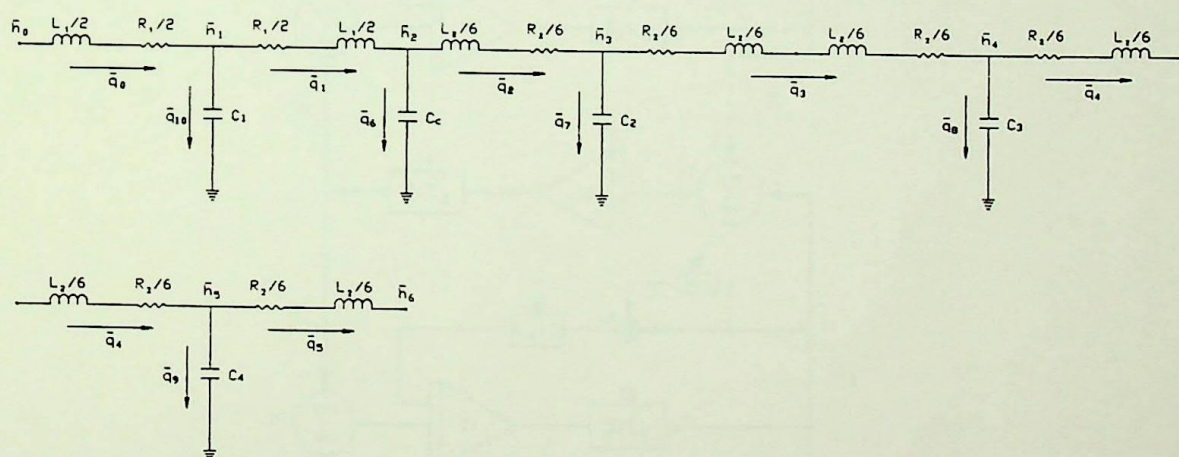 h̄₀ L₁/2 R₁/2 h̄₁ R₁/2 L₁/2 h̄₂ L₂/6 R₂/6 h̄₃ R₂/6 L₂/6 L₂/6 R₂/6 h̄₄ R₂/6 L₂/6
q̄₀ q̄₁ q̄₂ q̄₃ q̄₄
q̄₁₀ C₁ q̄₆ C꜀ q̄₇ C₂ q̄₈ C₃
L₂/6 R₂/6 h̄₅ R₂/6 L₂/6 h̄₆
q̄₄ q̄₅
q̄₉ C₄